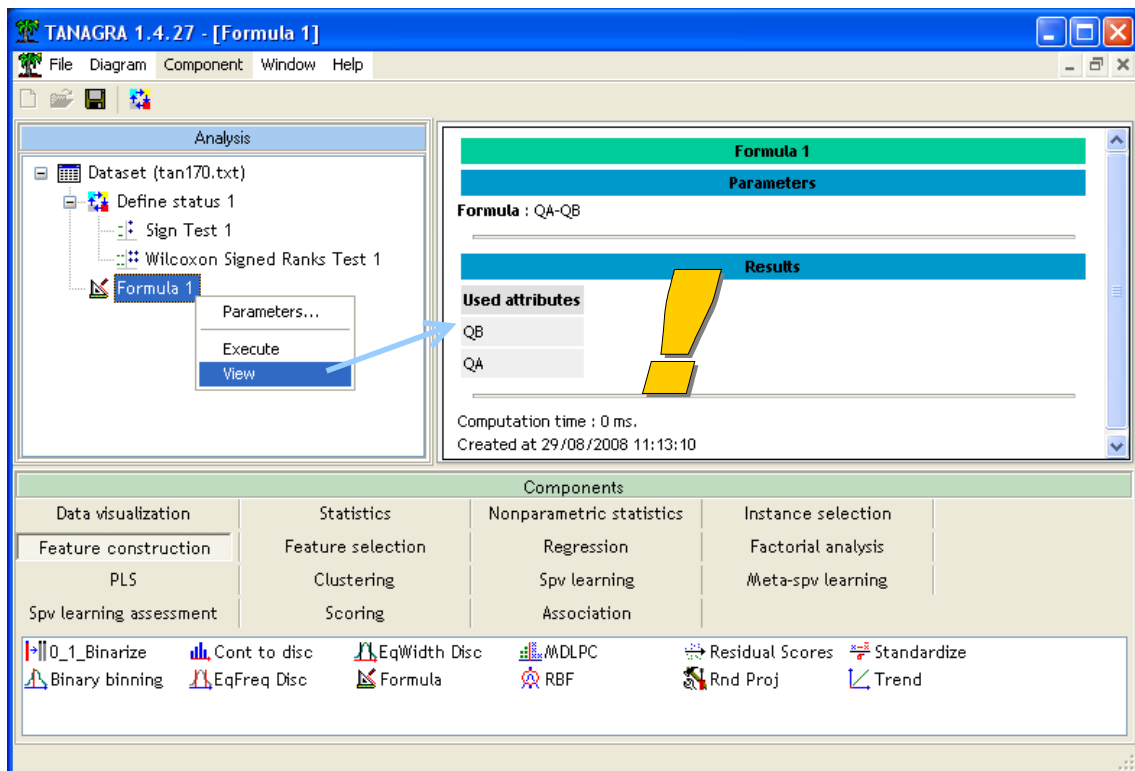 TANAGRA 1.4.27 - [Formula 1]
File Diagram Component Window Help
Analysis
Dataset (tan170.txt)
Define status 1
Sign Test 1
Wilcoxon Signed Ranks Test 1
Formula 1
Parameters...
Execute
View
Formula 1
Parameters
Formula : QA-QB
Results
Used attributes
QB
QA
!
Computation time : 0 ms.
Created at 29/08/2008 11:13:10
Components
Data visualization Statistics Nonparametric statistics Instance selection
Feature construction Feature selection Regression Factorial analysis
PLS Clustering Spv learning Meta-spv learning
Spv learning assessment Scoring Association
0_1_Binarize Cont to disc EqWidth Disc MDLPC Residual Scores Standardize
Binary binning EqFreq Disc Formula RBF Rnd Proj Trend